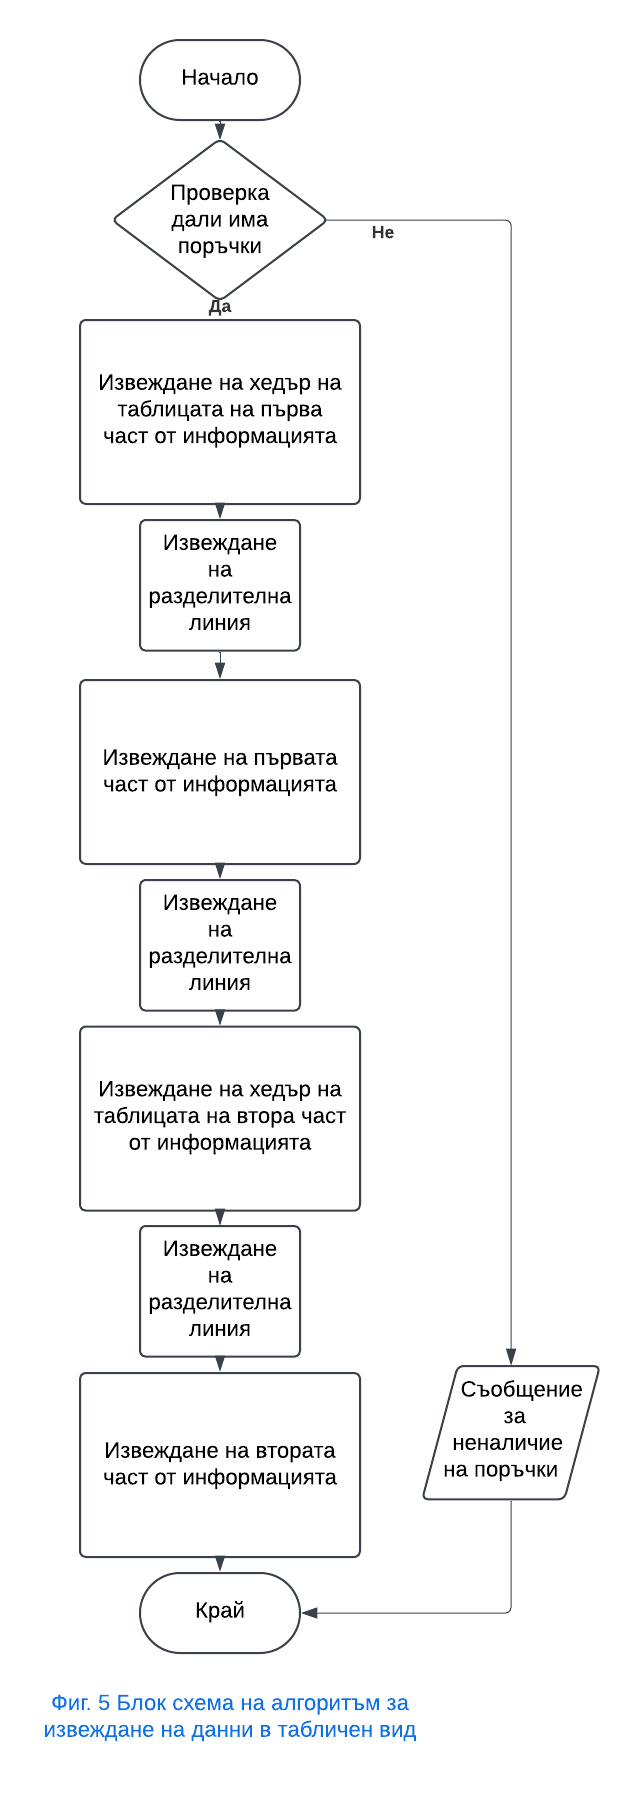 Начало
Проверка
дали има
поръчки
Не
Да
Извеждане на хедър на
таблицата на първа
част от информацията
Извеждане
на
разделителна
линия
Извеждане на първата
част от информацията
Извеждане
на
разделителна
линия
Извеждане на хедър на
таблицата на втора част
от информацията
Извеждане
на
разделителна
линия
Извеждане на втората
част от информацията
Съобщение
за
неналичие
на поръчки
Край
Фиг. 5 Блок схема на алгоритъм за
извеждане на данни в табличен вид